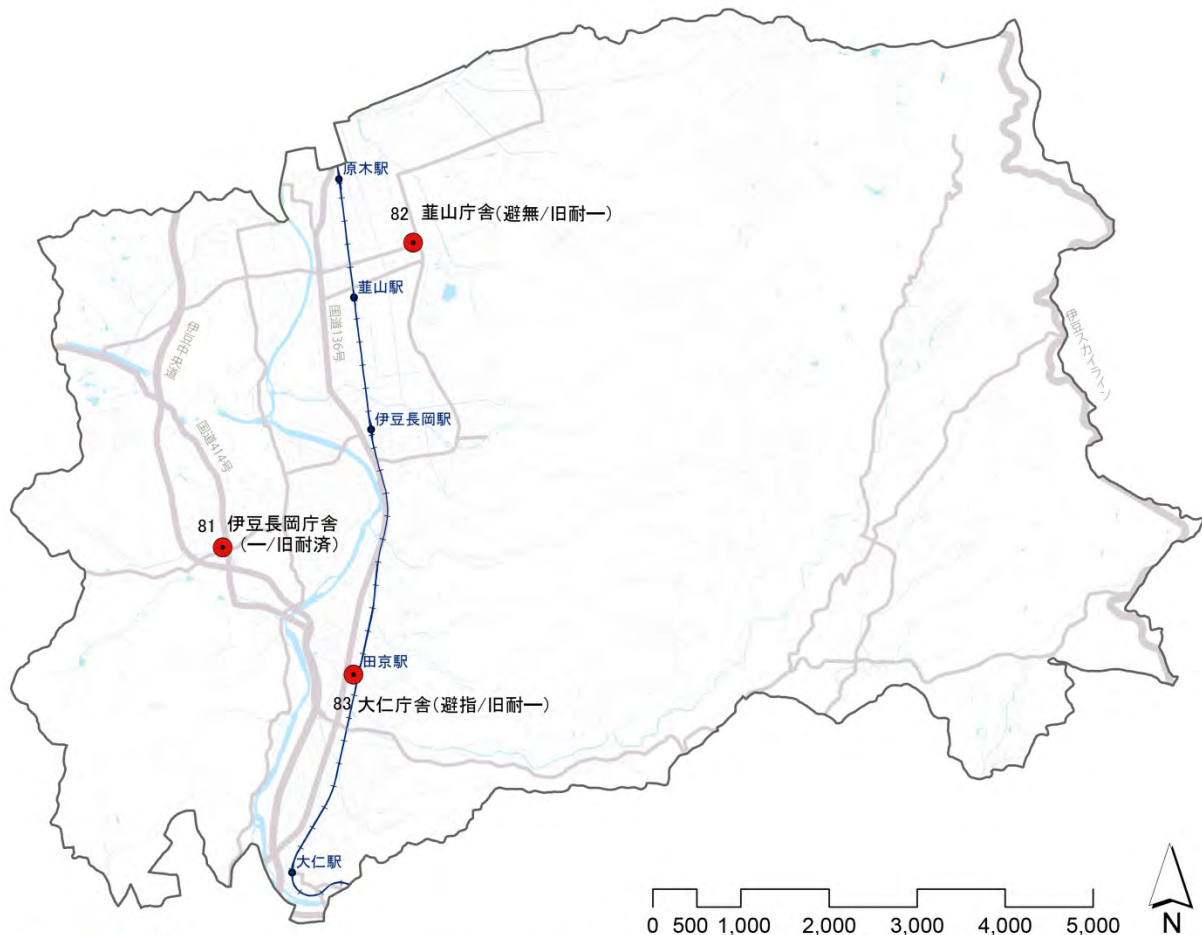 原木駅
82 韮山庁舎(避無/旧耐一)
韮山駅
国道136号
伊豆中央道
伊豆スカイライン
国道414号
伊豆長岡駅
81 伊豆長岡庁舎
(一/旧耐済)
田京駅
83 大仁庁舎(避指/旧耐一)
大仁駅
0 500 1,000 2,000 3,000 4,000 5,000
N